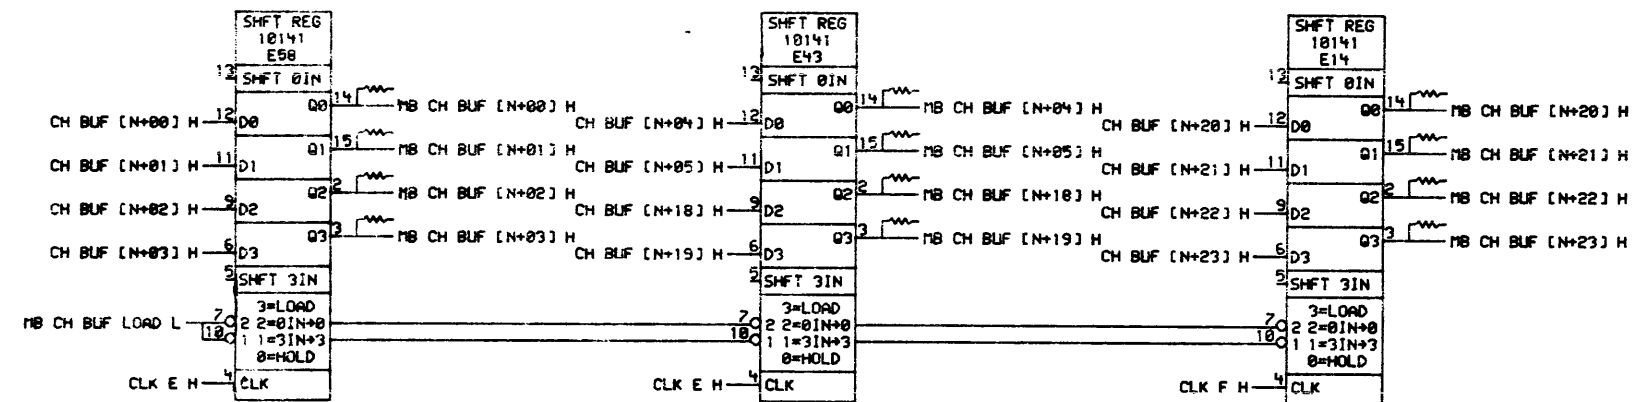 SHFT REG
10141
E58
13 SHFT 0IN
Q0 14 MB CH BUF [N+00] H
CH BUF [N+00] H 12 D0
Q1 15 MB CH BUF [N+01] H
CH BUF [N+01] H 11 D1
Q2 2 MB CH BUF [N+02] H
CH BUF [N+02] H 9 D2
Q3 3 MB CH BUF [N+03] H
CH BUF [N+03] H 6 D3
5 SHFT 3IN
3=LOAD
MB CH BUF LOAD L 7 2 2=0IN→0
10 1 1=3IN→3
0=HOLD
CLK E H 4 CLK
SHFT REG
10141
E43
13 SHFT 0IN
Q0 14 MB CH BUF [N+04] H
CH BUF [N+04] H 12 D0
Q1 15 MB CH BUF [N+05] H
CH BUF [N+05] H 11 D1
Q2 2 MB CH BUF [N+18] H
CH BUF [N+18] H 9 D2
Q3 3 MB CH BUF [N+19] H
CH BUF [N+19] H 6 D3
5 SHFT 3IN
3=LOAD
7 2 2=0IN→0
10 1 1=3IN→3
0=HOLD
CLK E H 4 CLK
SHFT REG
10141
E14
13 SHFT 0IN
Q0 14 MB CH BUF [N+20] H
CH BUF [N+20] H 12 D0
Q1 15 MB CH BUF [N+21] H
CH BUF [N+21] H 11 D1
Q2 2 MB CH BUF [N+22] H
CH BUF [N+22] H 9 D2
Q3 3 MB CH BUF [N+23] H
CH BUF [N+23] H 6 D3
5 SHFT 3IN
3=LOAD
7 2 2=0IN→0
10 1 1=3IN→3
0=HOLD
CLK F H 4 CLK